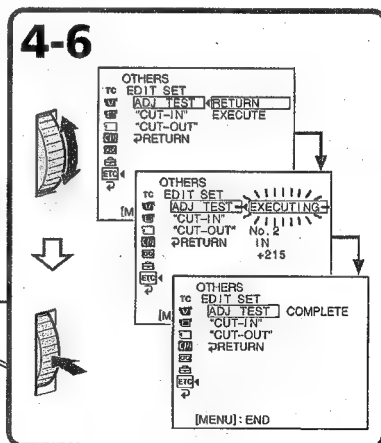 4-6
OTHERS
TC EDIT SET
ADJ TEST RETURN
"CUT-IN" EXECUTE
"CUT-OUT"
RETURN
ETC
[M
OTHERS
TC EDIT SET
ADJ TEST EXECUTING
"CUT-IN"
"CUT-OUT" No. 2
RETURN IN
+215
ETC
[M
OTHERS
TC EDIT SET
ADJ TEST COMPLETE
"CUT-IN"
"CUT-OUT"
RETURN
ETC
[MENU] : END